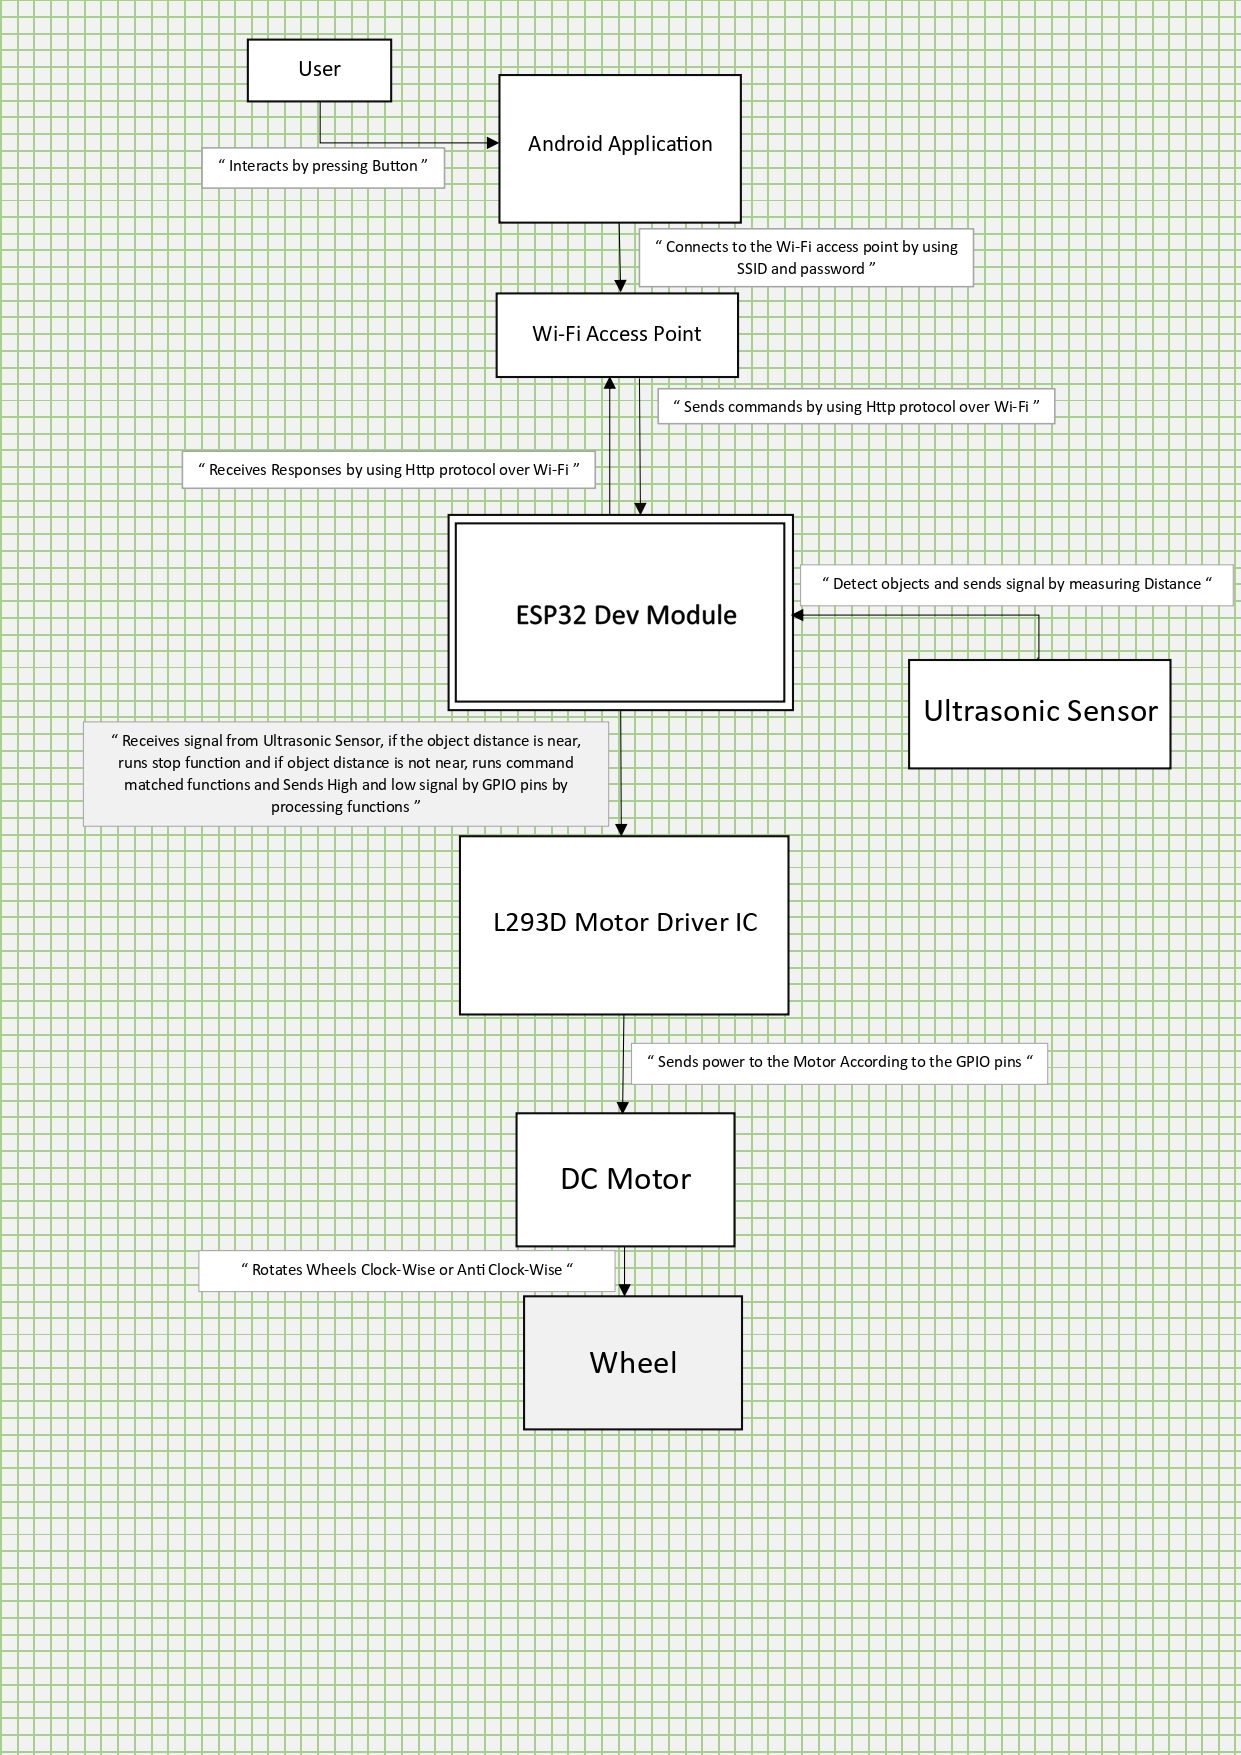 User
Android Application
“ Interacts by pressing Button ”
“ Connects to the Wi-Fi access point by using
SSID and password ”
Wi-Fi Access Point
“ Sends commands by using Http protocol over Wi-Fi ”
“ Receives Responses by using Http protocol over Wi-Fi ”
“ Detect objects and sends signal by measuring Distance “
ESP32 Dev Module
Ultrasonic Sensor
“ Receives signal from Ultrasonic Sensor, if the object distance is near,
runs stop function and if object distance is not near, runs command
matched functions and Sends High and low signal by GPIO pins by
processing functions ”
L293D Motor Driver IC
“ Sends power to the Motor According to the GPIO pins “
DC Motor
“ Rotates Wheels Clock-Wise or Anti Clock-Wise “
Wheel